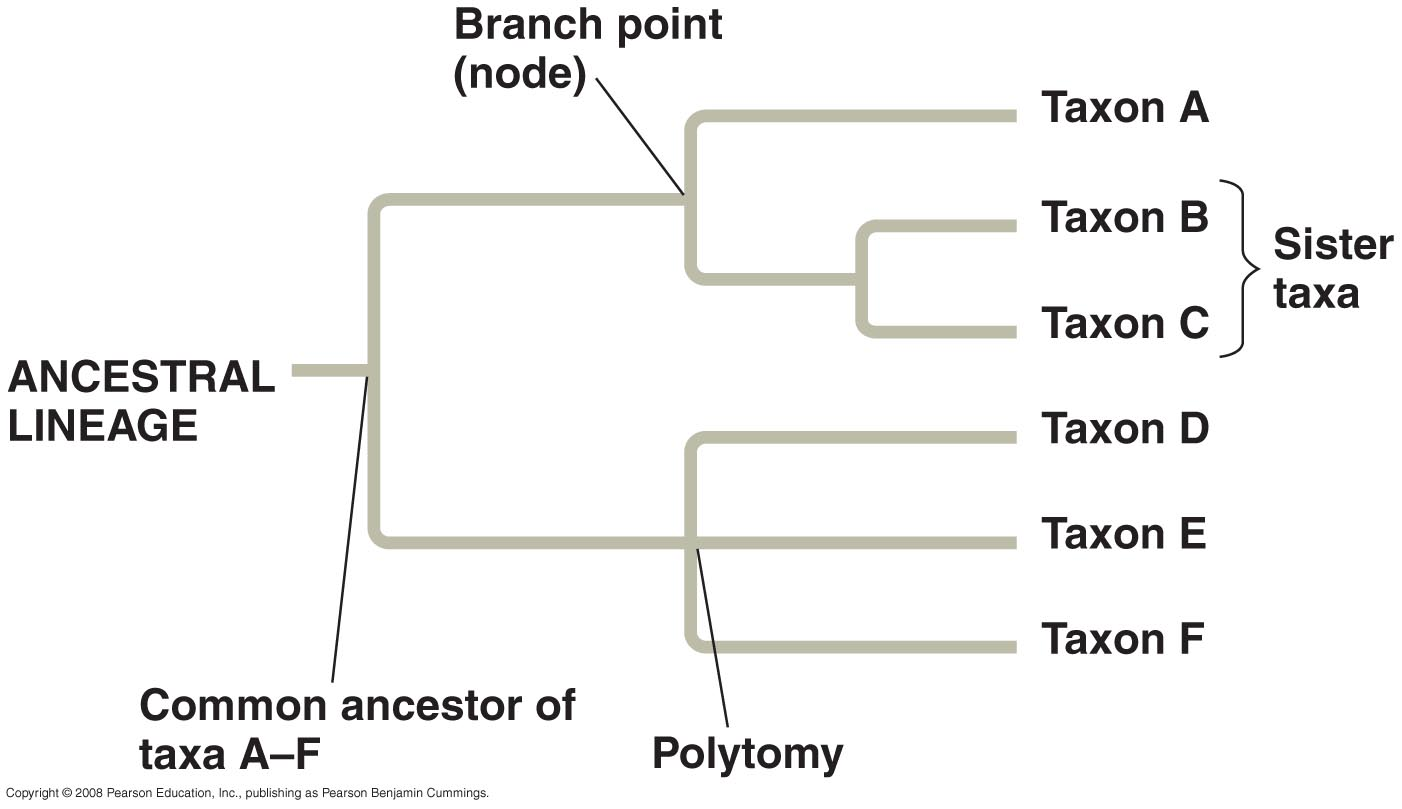 Branch point
(node)
Taxon A
Taxon B
Sister
taxa
Taxon C
ANCESTRAL
LINEAGE
Taxon D
Taxon E
Taxon F
Common ancestor of
taxa A–F
Polytomy
Copyright © 2008 Pearson Education, Inc., publishing as Pearson Benjamin Cummings.